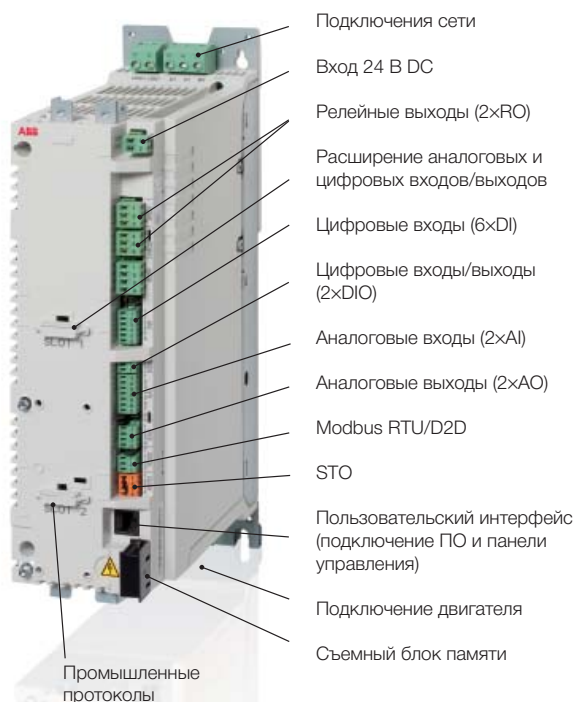 Подключения сети
Вход 24 В DC
Релейные выходы (2×RO)
Расширение аналоговых и
цифровых входов/выходов
Цифровые входы (6×DI)
Цифровые входы/выходы
(2×DIO)
Аналоговые входы (2×AI)
Аналоговые выходы (2×AO)
Modbus RTU/D2D
STO
Пользовательский интерфейс
(подключение ПО и панели
управления)
Подключение двигателя
Съемный блок памяти
Промышленные
протоколы
ABB
SLOT 1
SLOT 2